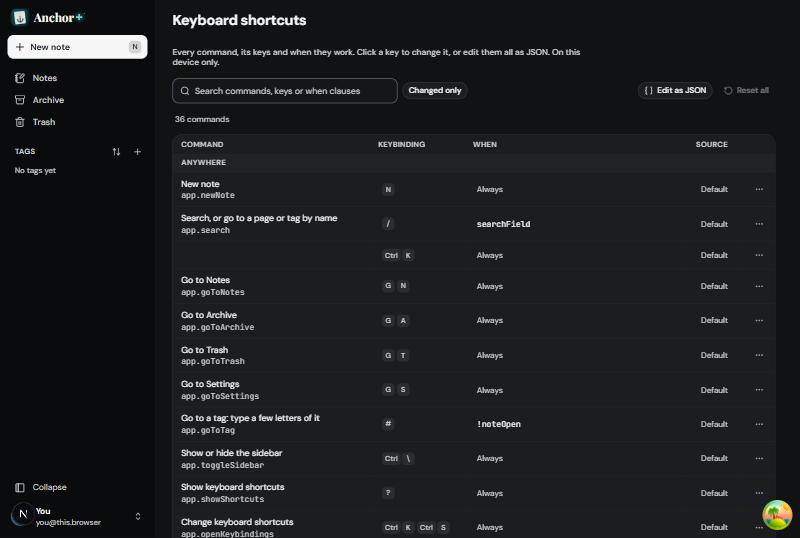 Anchor+
New note N
Notes
Archive
Trash
TAGS
No tags yet
Collapse
N
You
you@this.browser
Keyboard shortcuts
Every command, its keys and when they work. Click a key to change it, or edit them all as JSON. On this
device only.
Search commands, keys or when clauses
Changed only
{ } Edit as JSON
Reset all
36 commands
COMMAND KEYBINDING WHEN SOURCE
ANYWHERE
New note
app.newNote
N Always Default ...
Search, or go to a page or tag by name
app.search
/ searchField Default ...
Ctrl K Always Default ...
Go to Notes
app.goToNotes
G N Always Default ...
Go to Archive
app.goToArchive
G A Always Default ...
Go to Trash
app.goToTrash
G T Always Default ...
Go to Settings
app.goToSettings
G S Always Default ...
Go to a tag: type a few letters of it
app.goToTag
# !noteOpen Default ...
Show or hide the sidebar
app.toggleSidebar
Ctrl \ Always Default ...
Show keyboard shortcuts
app.showShortcuts
? Always Default
Change keyboard shortcuts
app.openKeybindings
Ctrl K Ctrl S Always Default ...